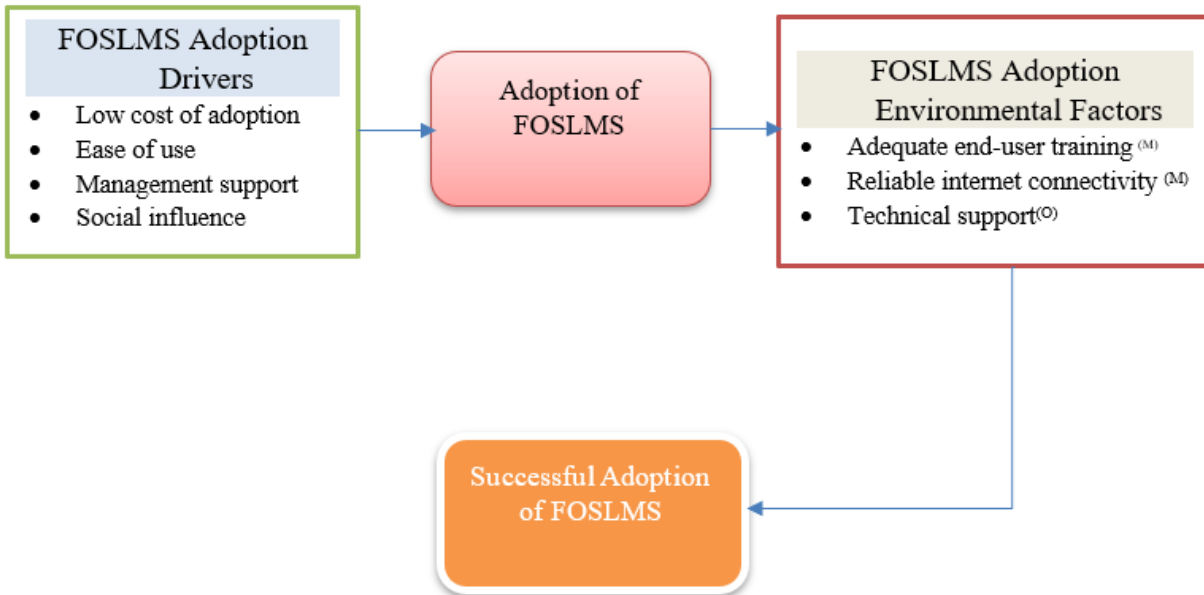 FOSLMS Adoption
Drivers
• Low cost of adoption
• Ease of use
• Management support
• Social influence
Adoption of
FOSLMS
FOSLMS Adoption
Environmental Factors
• Adequate end-user training (M)
• Reliable internet connectivity (M)
• Technical support(O)
Successful Adoption
of FOSLMS